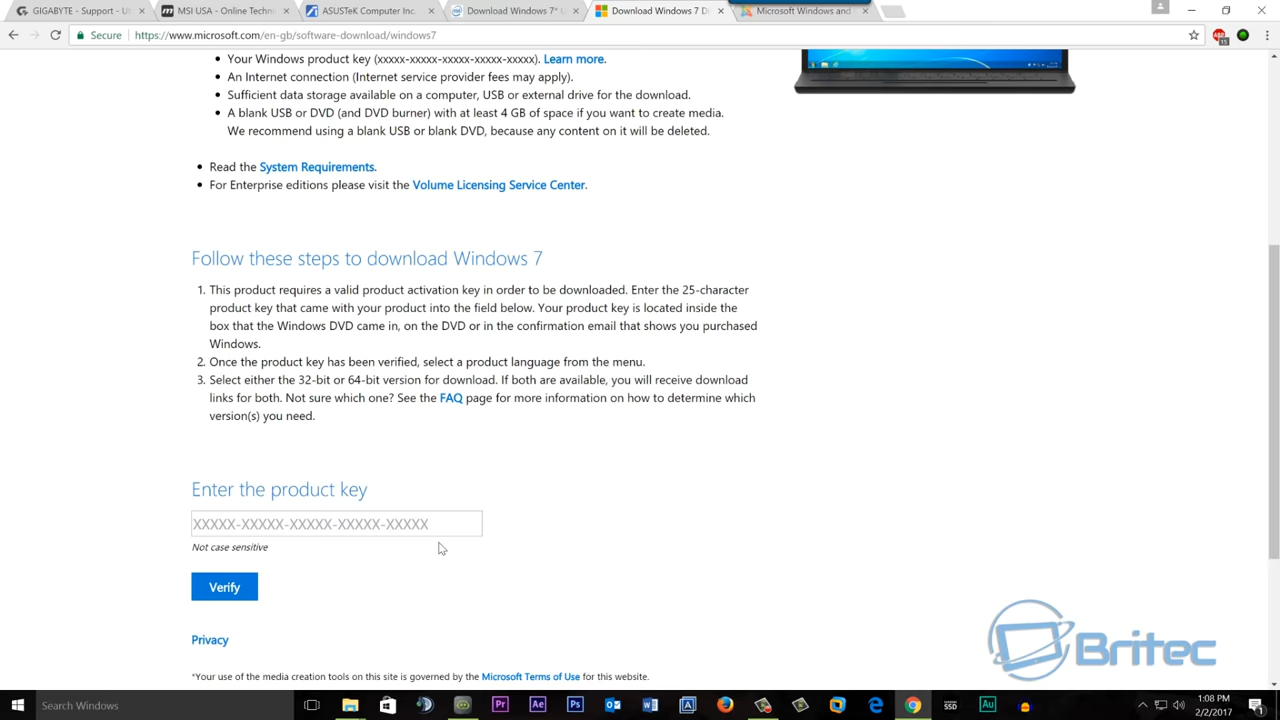 GIGABYTE - Support - Ut
MSI USA - Online Techni
ASUSTeK Computer Inc.
Download Windows 7* U
Download Windows 7 D
Microsoft Windows and
Secure
https://www.microsoft.com/en-gb/software-download/windows7
15
Your Windows product key (xxxxx-xxxxx-xxxxx-xxxxx-xxxxx). Learn more.
An Internet connection (Internet service provider fees may apply).
Sufficient data storage available on a computer, USB or external drive for the download.
A blank USB or DVD (and DVD burner) with at least 4 GB of space if you want to create media.
We recommend using a blank USB or blank DVD, because any content on it will be deleted.
Read the System Requirements.
For Enterprise editions please visit the Volume Licensing Service Center.
Follow these steps to download Windows 7
1. This product requires a valid product activation key in order to be downloaded. Enter the 25-character
product key that came with your product into the field below. Your product key is located inside the
box that the Windows DVD came in, on the DVD or in the confirmation email that shows you purchased
Windows.
2. Once the product key has been verified, select a product language from the menu.
3. Select either the 32-bit or 64-bit version for download. If both are available, you will receive download
links for both. Not sure which one? See the FAQ page for more information on how to determine which
version(s) you need.
Enter the product key
XXXXX-XXXXX-XXXXX-XXXXX-XXXXX
Not case sensitive
Verify
Privacy
*Your use of the media creation tools on this site is governed by the Microsoft Terms of Use for this website.
Britec
Search Windows
Pr
Ae
Ps
SSD
Au
1:08 PM
2/2/2017
1